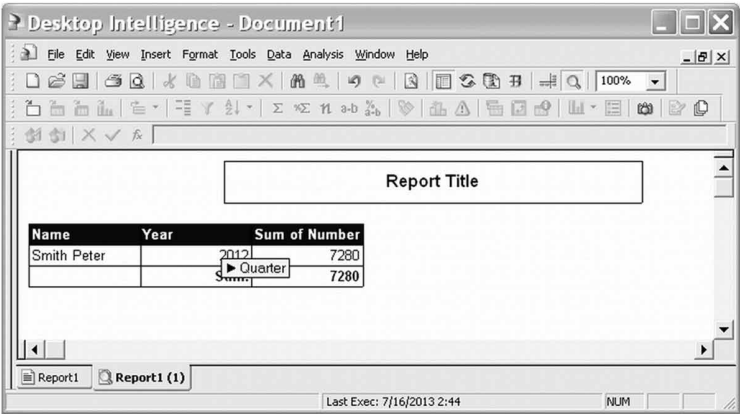 Desktop Intelligence - Document1
File Edit View Insert Format Tools Data Analysis Window Help
100%
Σ %Σ n a-b
Report Title
Name Year Sum of Number
Smith Peter 2012 7280
Quarter
Sum: 7280
Report1 Report1 (1)
Last Exec: 7/16/2013 2:44 NUM